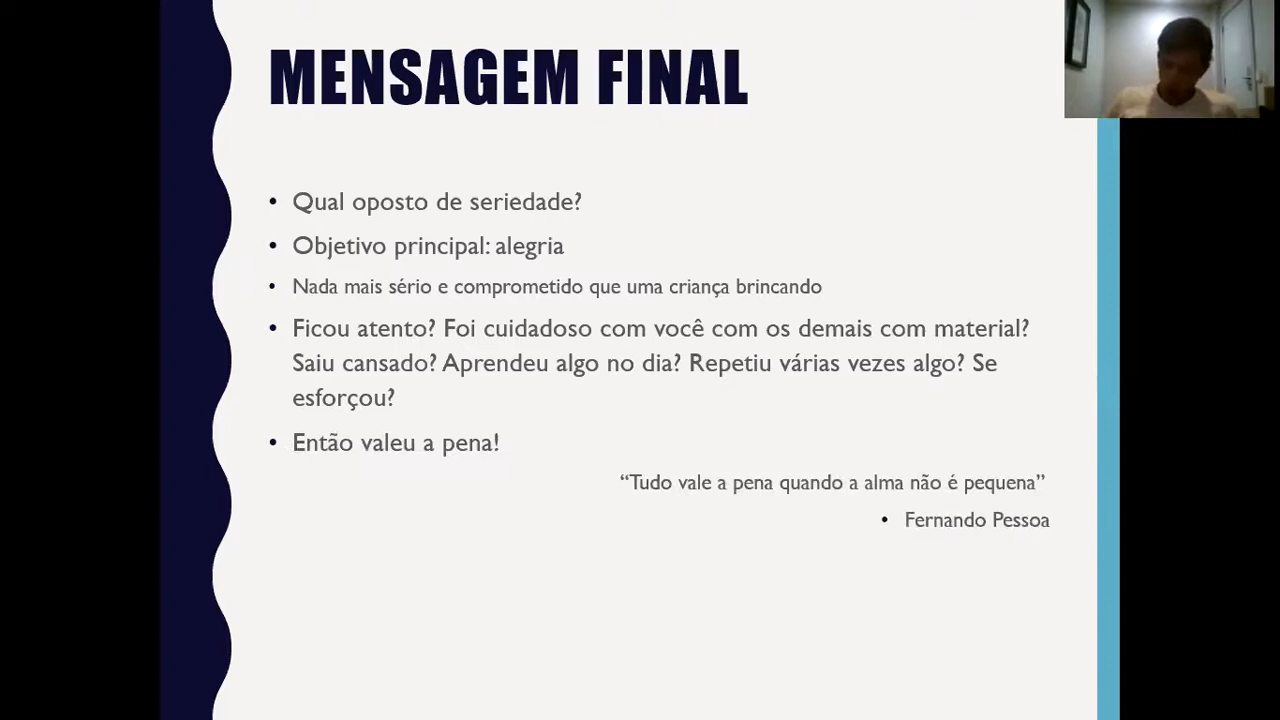 MENSAGEM FINAL
• Qual oposto de seriedade?
• Objetivo principal: alegria
• Nada mais sério e comprometido que uma criança brincando
• Ficou atento? Foi cuidadoso com você com os demais com material?
Saiu cansado? Aprendeu algo no dia? Repetiu várias vezes algo? Se
esforçou?
• Então valeu a pena!
“Tudo vale a pena quando a alma não é pequena”
• Fernando Pessoa